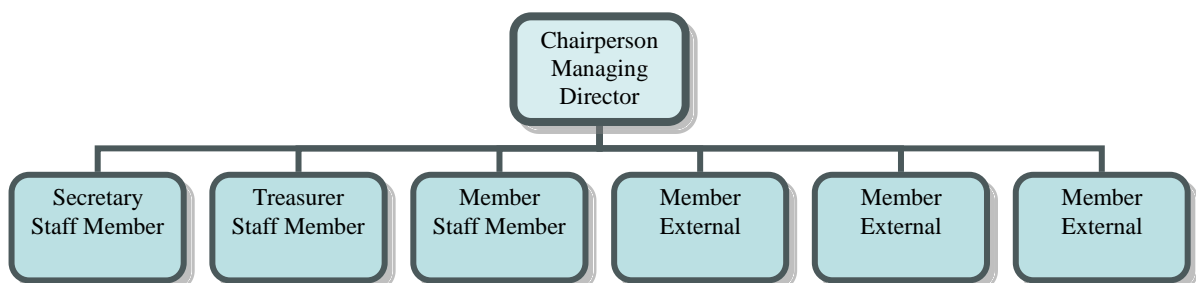 Chairperson
Managing
Director
Secretary
Staff Member
Treasurer
Staff Member
Member
Staff Member
Member
External
Member
External
Member
External